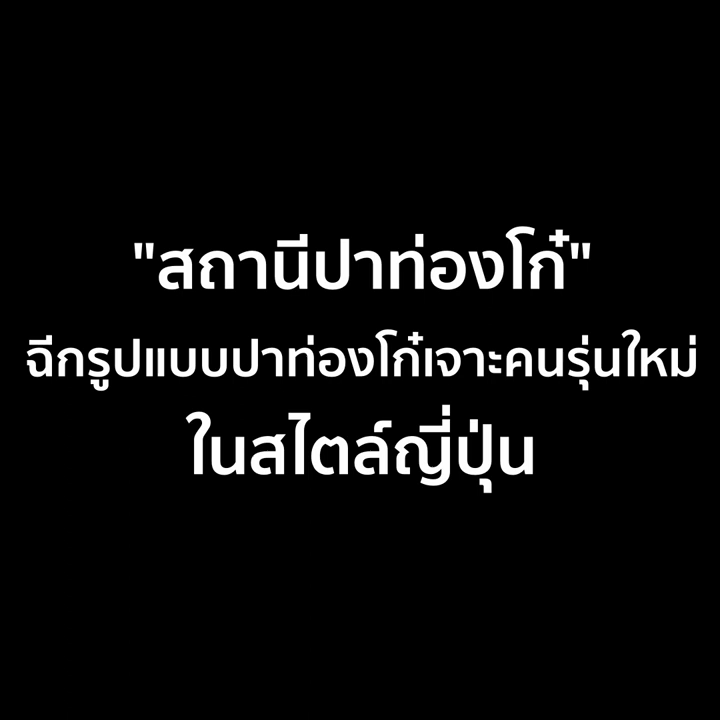 "สถานีปาท่องโก๋"
ฉีกรูปแบบปาท่องโก๋เจาะคนรุ่นใหม่
ในสไตล์ญี่ปุ่น